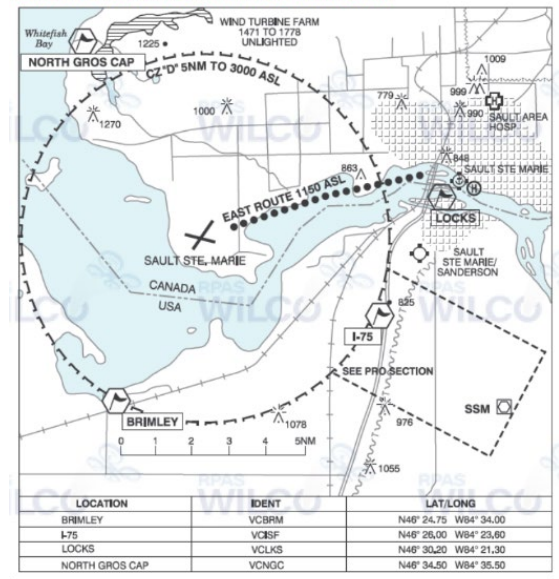 WIND TURBINE FARM
1471 TO 1778
UNLIGHTED
Whitefish
Bay
1225
NORTH GROS CAP
CZ "D" 5NM TO 3000 ASL
1009
999
779
990
1270
1000
SAULT AREA
HOSP
848
863
SAULT STE MARIE
H
EAST ROUTE 1150 ASL
LOCKS
SAULT STE. MARIE
SAULT
STE MARIE/
SANDERSON
CANADA
USA
825
I-75
SEE PRO SECTION
BRIMLEY
SSM
1078
976
0 1 2 3 4 5NM
1055
RPAS
WILCO
LOCATION IDENT LAT/LONG
BRIMLEY VCBRM N46° 24.75 W84° 34.00
I-75 VCISF N46° 26,00 W84° 23,60
LOCKS VCLKS N46° 30,20 W84° 21,30
NORTH GROS CAP VCNGC N46° 34,50 W84° 35,50